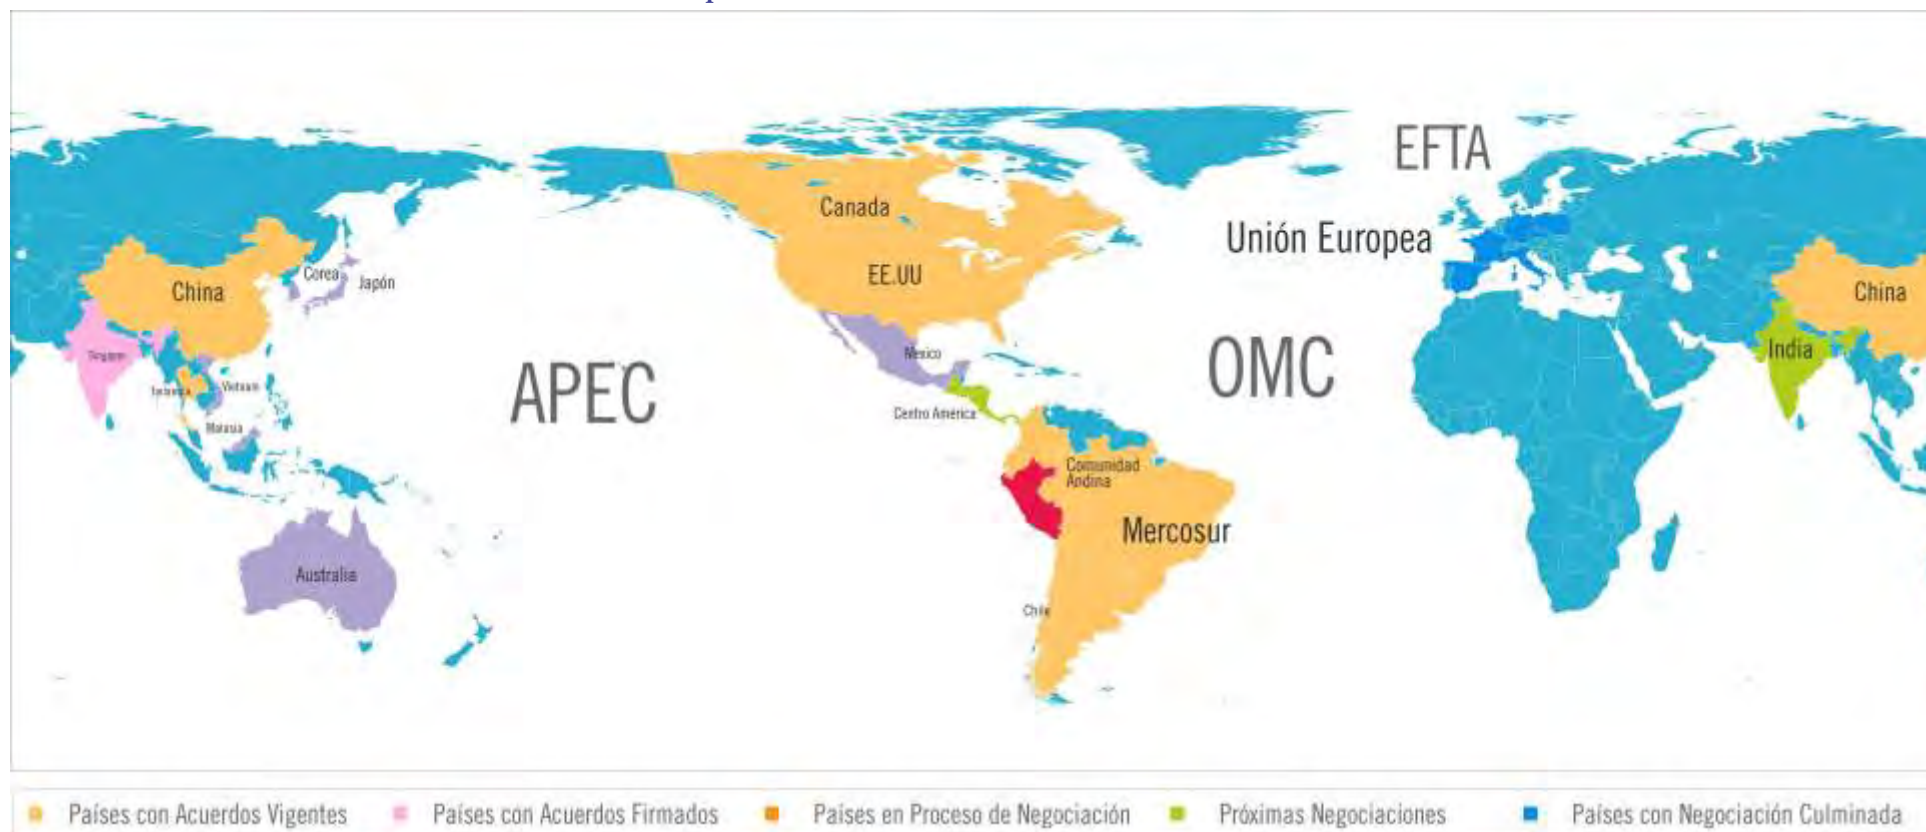 EFTA
Canada
Unión Europea
Corea
Japón
EE.UU
China
China
India
Mexico
OMC
APEC
Vietnam
Centro América
Malasia
Comunidad
Andina
Mercosur
Australia
Chile
Países con Acuerdos Vigentes
Países con Acuerdos Firmados
Países en Proceso de Negociación
Próximas Negociaciones
Países con Negociación Culminada